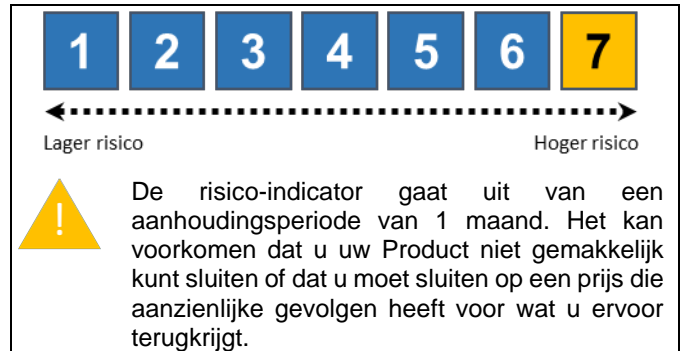 1 2 3 4 5 6 7
Lager risico Hoger risico
!
De risico-indicator gaat uit van een
aanhoudingsperiode van 1 maand. Het kan
voorkomen dat u uw Product niet gemakkelijk
kunt sluiten of dat u moet sluiten op een prijs die
aanzienlijke gevolgen heeft voor wat u ervoor
terugkrijgt.